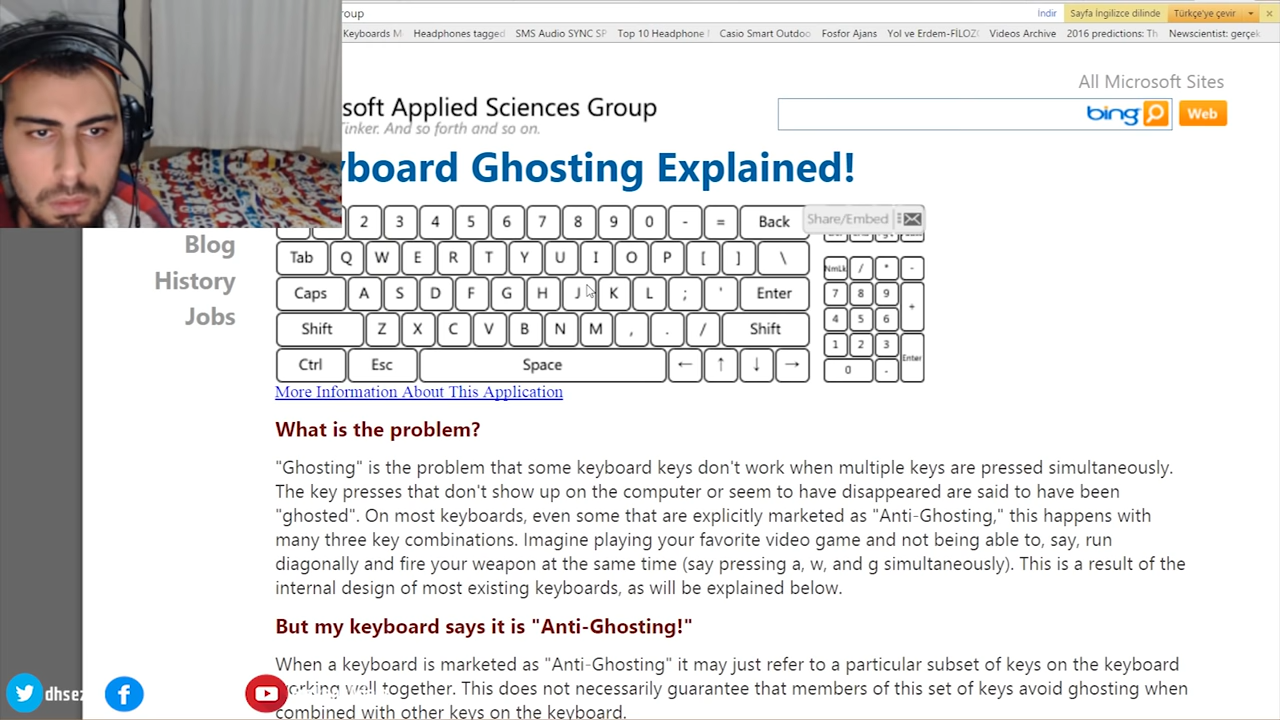 roup
İndir
Sayfa İngilizce dilinde
Türkçe'ye çevir
Keyboards M
Headphones tagged
SMS Audio SYNC SP
Top 10 Headphone
Casio Smart Outdoo
Fosfor Ajans
Yol ve Erdem-FİLOZ
Videos Archive
2016 predictions: Th
Newscientist: gerçek
All Microsoft Sites
soft Applied Sciences Group
bing
Web
Tinker. And so forth and so on.
yboard Ghosting Explained!
Blog
History
Jobs
2 3 4 5 6 7 8 9 0 - = Back
Share/Embed
Tab Q W E R T Y U I O P [ ] \
NmLk / * -
Caps A S D F G H J K L ; ' Enter
7 8 9 +
Shift Z X C V B N M , . / Shift
4 5 6
1 2 3 Enter
Ctrl Esc Space ← ↑ ↓ →
0 .
More Information About This Application
What is the problem?
"Ghosting" is the problem that some keyboard keys don't work when multiple keys are pressed simultaneously.
The key presses that don't show up on the computer or seem to have disappeared are said to have been
"ghosted". On most keyboards, even some that are explicitly marketed as "Anti-Ghosting," this happens with
many three key combinations. Imagine playing your favorite video game and not being able to, say, run
diagonally and fire your weapon at the same time (say pressing a, w, and g simultaneously). This is a result of the
internal design of most existing keyboards, as will be explained below.
But my keyboard says it is "Anti-Ghosting!"
When a keyboard is marketed as "Anti-Ghosting" it may just refer to a particular subset of keys on the keyboard
working well together. This does not necessarily guarantee that members of this set of keys avoid ghosting when
combined with other keys on the keyboard.
dhsez